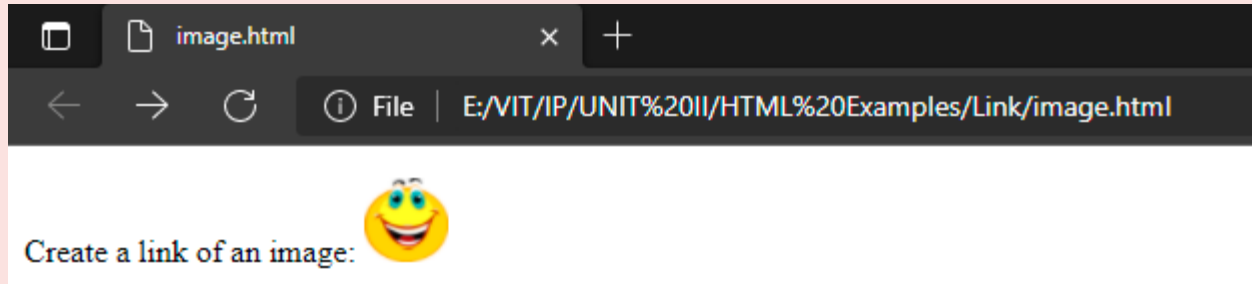 image.html
File E:/VIT/IP/UNIT%20II/HTML%20Examples/Link/image.html
Create a link of an image: